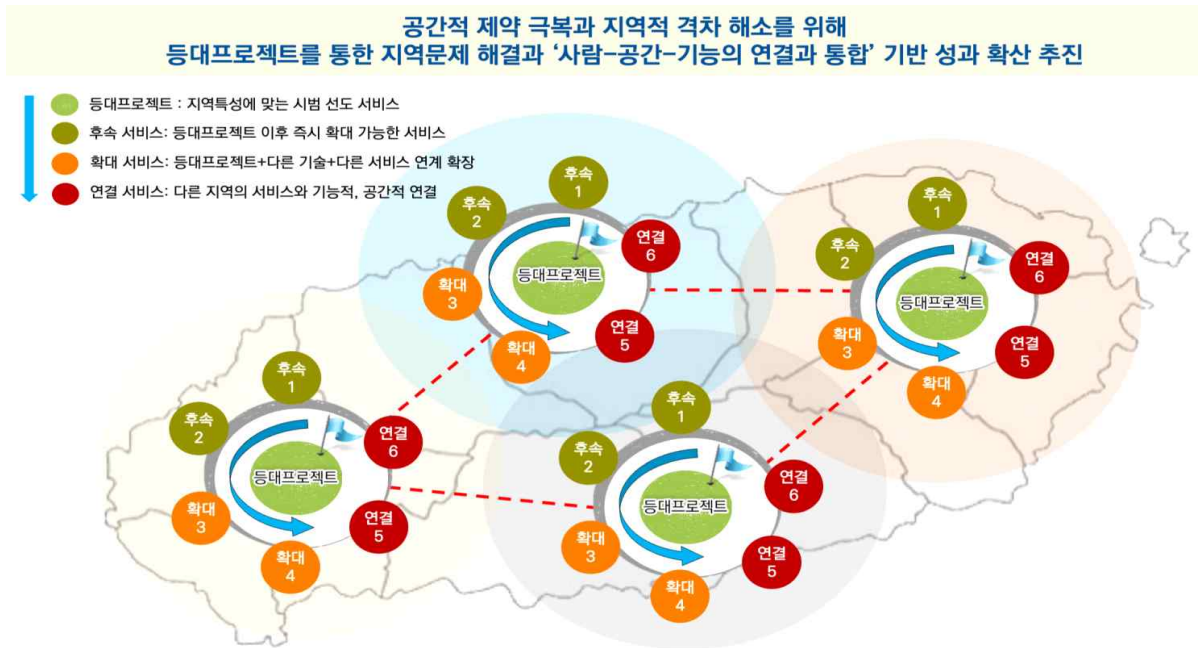 공간적 제약 극복과 지역적 격차 해소를 위해
등대프로젝트를 통한 지역문제 해결과 ‘사람-공간-기능의 연결과 통합’ 기반 성과 확산 추진
등대프로젝트 : 지역특성에 맞는 시범 선도 서비스
후속 서비스: 등대프로젝트 이후 즉시 확대 가능한 서비스
확대 서비스: 등대프로젝트+다른 기술+다른 서비스 연계 확장
연결 서비스: 다른 지역의 서비스와 기능적, 공간적 연결
후속
1
후속
2
확대
3
확대
4
연결
5
연결
6
등대프로젝트
후속
1
후속
2
확대
3
확대
4
연결
5
연결
6
등대프로젝트
후속
1
후속
2
확대
3
확대
4
연결
5
연결
6
등대프로젝트
후속
1
후속
2
확대
3
확대
4
연결
5
연결
6
등대프로젝트